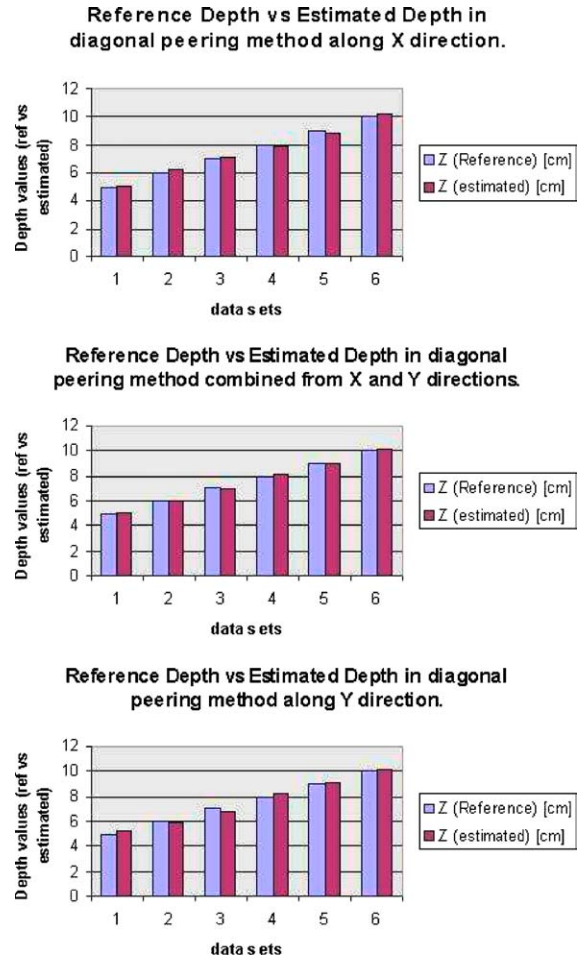 Reference Depth vs Estimated Depth in
diagonal peering method along X direction.
Depth values (ref vs
estimated)
12
10
8
6
4
2
0
1 2 3 4 5 6
data sets
Z (Reference) [cm]
Z (estimated) [cm]
Reference Depth vs Estimated Depth in diagonal
peering method combined from X and Y directions.
Depth values (ref vs
estimated)
12
10
8
6
4
2
0
1 2 3 4 5 6
data sets
Z (Reference) [cm]
Z (estimated) [cm]
Reference Depth vs Estimated Depth in diagonal
peering method along Y direction.
Depth values (ref vs
estimated)
12
10
8
6
4
2
0
1 2 3 4 5 6
data sets
Z (Reference) [cm]
Z (estimated) [cm]